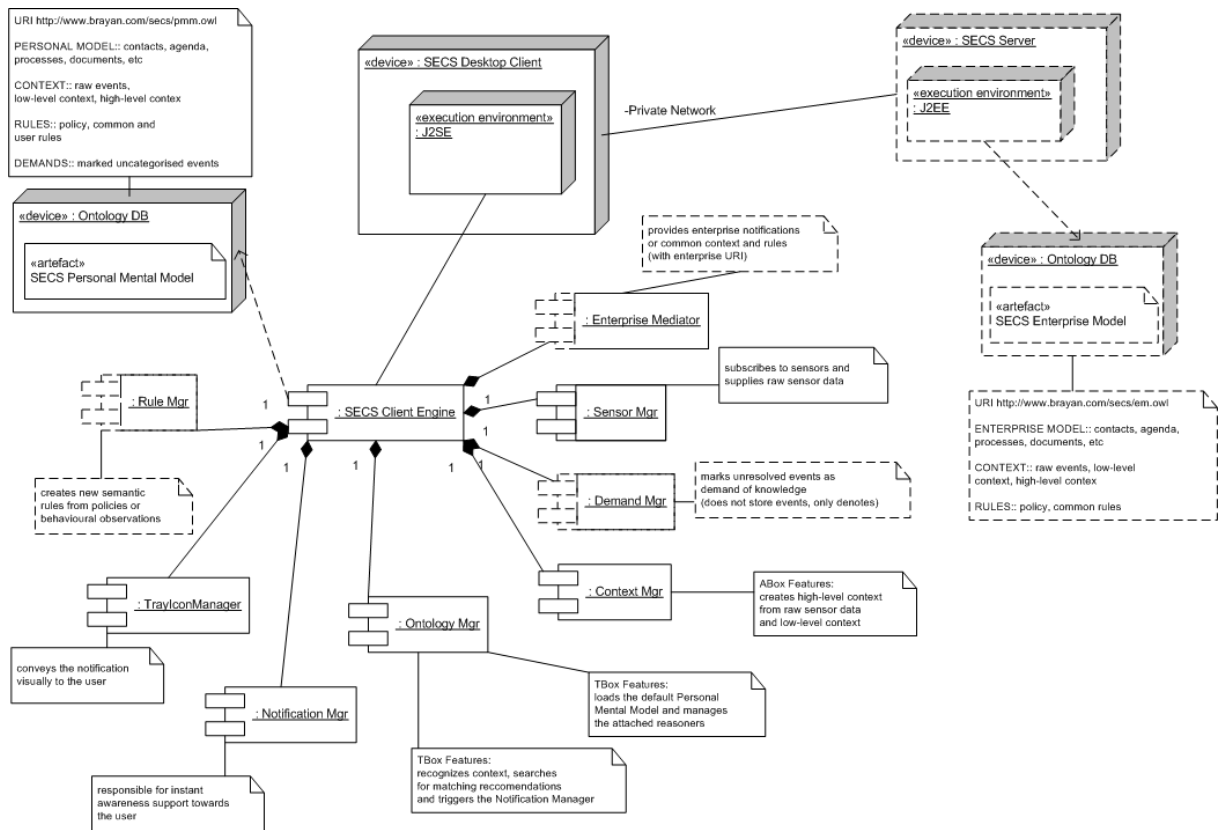 URI http://www.brayan.com/secs/pmm.owl
PERSONAL MODEL:: contacts, agenda,
processes, documents, etc
CONTEXT:: raw events,
low-level context, high-level contex
RULES:: policy, common and
user rules
DEMANDS:: marked uncategorised events
«device» : Ontology DB
«artefact»
SECS Personal Mental Model
«device» : SECS Desktop Client
«execution environment»
: J2SE
-Private Network
«device» : SECS Server
«execution environment»
: J2EE
provides enterprise notifications
or common context and rules
(with enterprise URI)
«device» : Ontology DB
«artefact»
SECS Enterprise Model
: Enterprise Mediator
subscribes to sensors and
supplies raw sensor data
: Rule Mgr
1
: SECS Client Engine
1
: Sensor Mgr
URI http://www.brayan.com/secs/em.owl
ENTERPRISE MODEL:: contacts, agenda,
processes, documents, etc
CONTEXT:: raw events, low-level
context, high-level contex
RULES:: policy, common rules
1
1
1
1
1
1
creates new semantic
rules from policies or
behavioural observations
: Demand Mgr
marks unresolved events as
demand of knowledge
(does not store events, only denotes)
: TrayIconManager
: Context Mgr
ABox Features:
creates high-level context
from raw sensor data
and low-level context
: Ontology Mgr
conveys the notification
visually to the user
: Notification Mgr
TBox Features:
loads the default Personal
Mental Model and manages
the attached reasoners
TBox Features:
recognizes context, searches
for matching reccomendations
and triggers the Notification Manager
responsible for instant
awareness support towards
the user